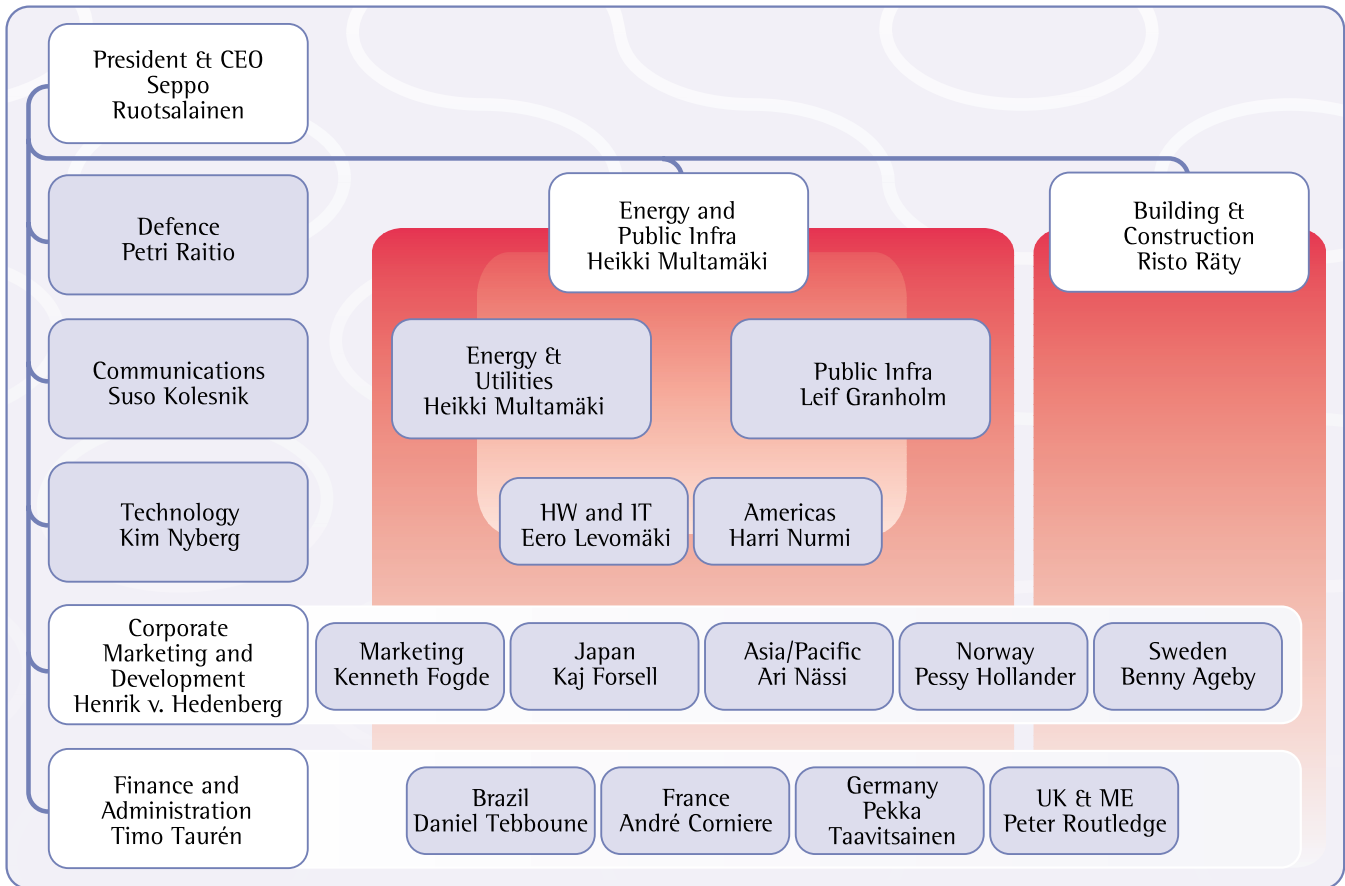 President & CEO
Seppo
Ruotsalainen
Defence
Petri Raitio
Energy and
Public Infra
Heikki Multamäki
Building &
Construction
Risto Räty
Communications
Suso Kolesnik
Energy &
Utilities
Heikki Multamäki
Public Infra
Leif Granholm
Technology
Kim Nyberg
HW and IT
Eero Levomäki
Americas
Harri Nurmi
Corporate
Marketing and
Development
Henrik v. Hedenberg
Marketing
Kenneth Fogde
Japan
Kaj Forsell
Asia/Pacific
Ari Nässi
Norway
Pessy Hollander
Sweden
Benny Ageby
Finance and
Administration
Timo Taurén
Brazil
Daniel Tebboune
France
André Corniere
Germany
Pekka
Taavitsainen
UK & ME
Peter Routledge